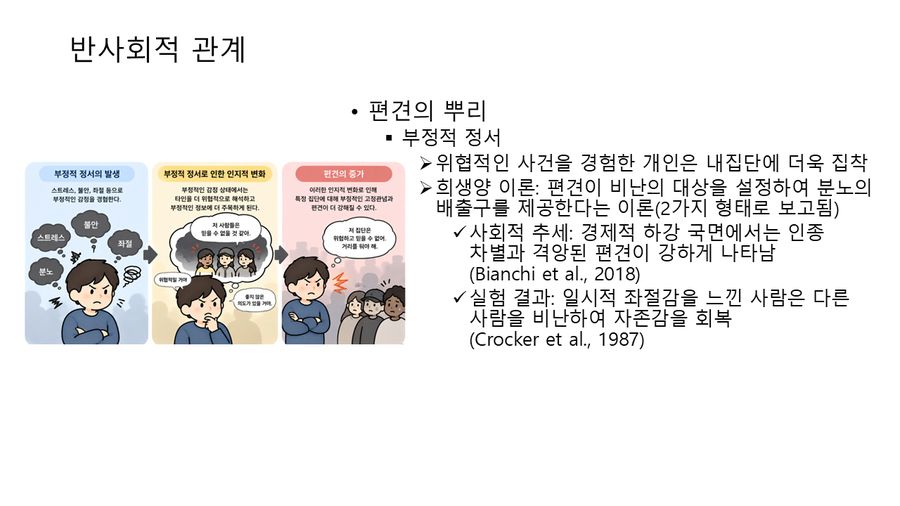 반사회적 관계
• 편견의 뿌리
▪ 부정적 정서
➢위협적인 사건을 경험한 개인은 내집단에 더욱 집착
➢희생양 이론: 편견이 비난의 대상을 설정하여 분노의
배출구를 제공한다는 이론(2가지 형태로 보고됨)
✓사회적 추세: 경제적 하강 국면에서는 인종
차별과 격앙된 편견이 강하게 나타남
(Bianchi et al., 2018)
✓실험 결과: 일시적 좌절감을 느낀 사람은 다른
사람을 비난하여 자존감을 회복
(Crocker et al., 1987)
부정적 정서의 발생
스트레스, 불안, 좌절 등으로
부정적인 감정을 경험한다.
불안
스트레스
좌절
분노
부정적 정서로 인한 인지적 변화
부정적인 감정 상태에서는
타인을 더 위협적으로 해석하고
부정적인 정보에 더 주목하게 된다.
저 사람들은
믿을 수 없을 것 같아.
위협적일 거야
좋지 않은
의도가 있을 거야.
편견의 증가
이러한 인지적 변화로 인해
특정 집단에 대해 부정적인 고정관념과
편견이 더 강해질 수 있다.
저 집단은
위험하고 믿을 수 없어.
거리를 둬야 해.